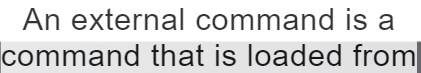 An external command is a
command that is loaded from